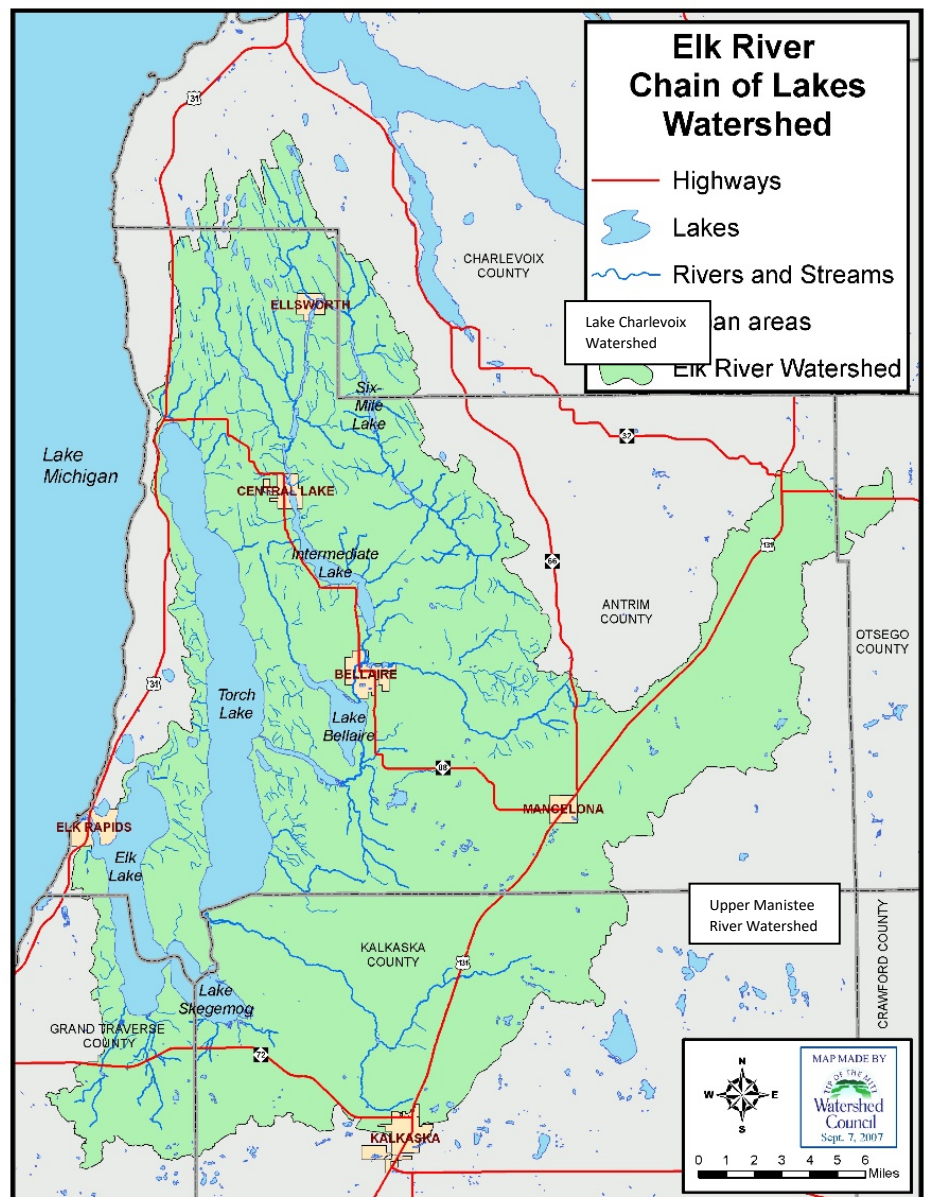 Elk River
Chain of Lakes
Watershed
Highways
Lakes
Rivers and Streams
an areas
Elk River Watershed
Lake Charlevoix
Watershed
31
CHARLEVOIX
COUNTY
ELLSWORTH
Six-
Mile
Lake
Lake
Michigan
32
CENTRAL LAKE
131
Intermediate
Lake
66
ANTRIM
COUNTY
OTSEGO
COUNTY
BELLAIRE
31
Torch
Lake
Lake
Bellaire
88
MANCELONA
ELK RAPIDS
Elk
Lake
Upper Manistee
River Watershed
KALKASKA
COUNTY
CRAWFORD COUNTY
131
Lake
Skegemog
GRAND TRAVERSE
COUNTY
72
KALKASKA
N
W
E
S
MAP MADE BY
TIP OF THE MITT
Watershed
Council
Sept. 7, 2007
0 1 2 3 4 5 6
Miles